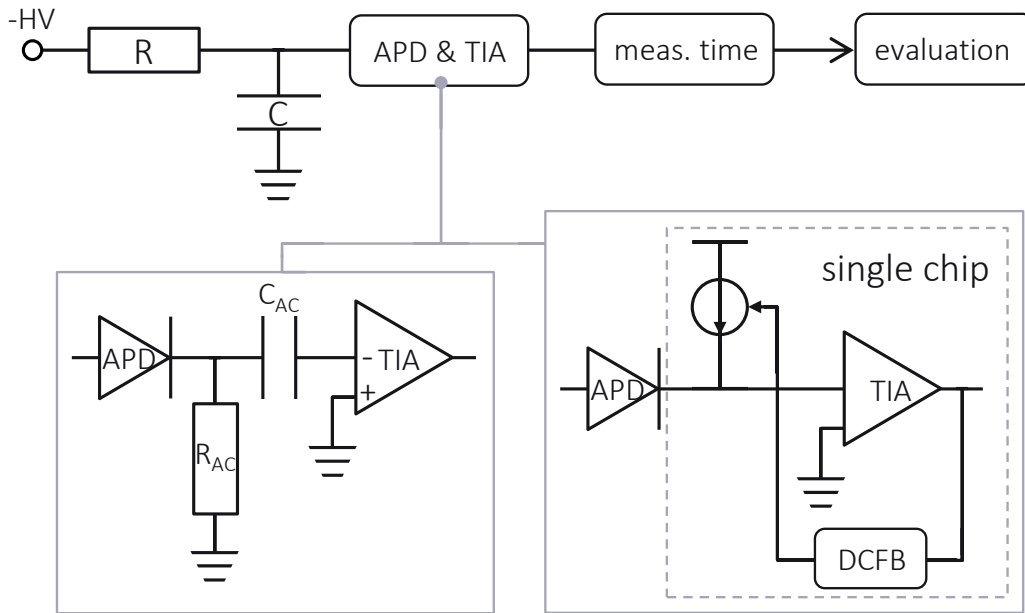 -HV
R
C
APD & TIA
meas. time
evaluation
C_AC
APD
-
TIA
+
R_AC
single chip
APD
TIA
DCFB